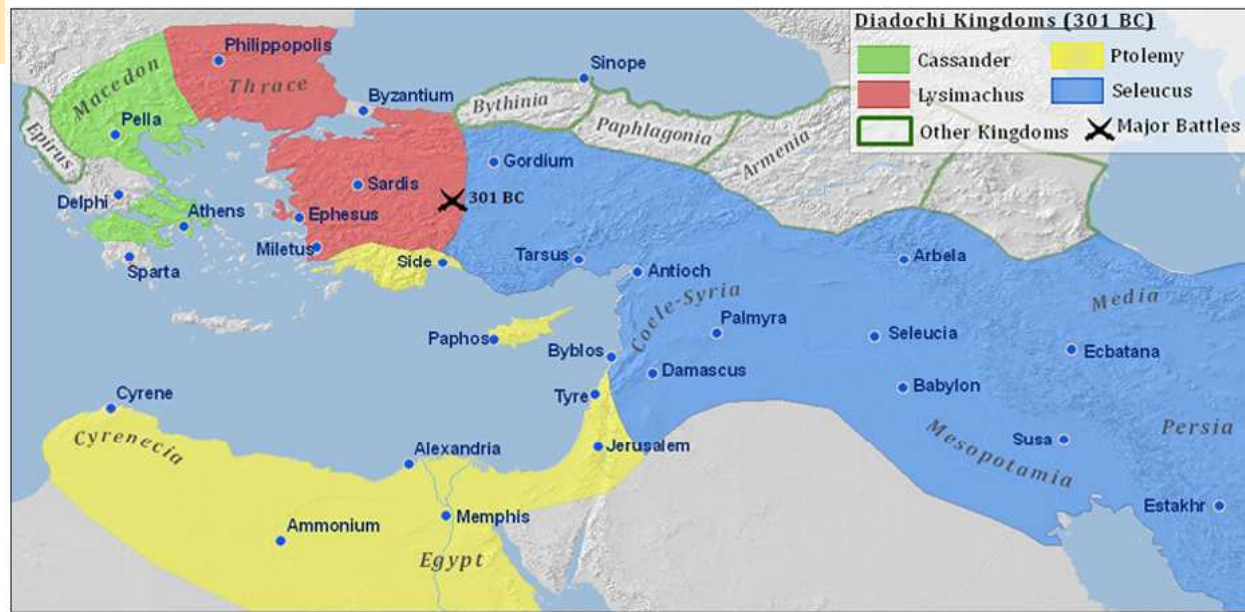 Diadochi Kingdoms (301 BC)
Cassander
Ptolemy
Lysimachus
Seleucus
Other Kingdoms
Major Battles
Philippopolis
Thrace
Macedon
Pella
Epirus
Byzantium
Sinope
Bythinia
Paphlagonia
Armenia
Gordium
Sardis
301 BC
Delphi
Athens
Ephesus
Miletus
Sparta
Side
Tarsus
Antioch
Arbela
Media
Coele-Syria
Palmyra
Seleucia
Ecbatana
Paphos
Byblos
Damascus
Babylon
Tyre
Cyrene
Cyrenecia
Alexandria
Jerusalem
Mesopotamia
Susa
Persia
Ammonium
Memphis
Estakhr
Egypt